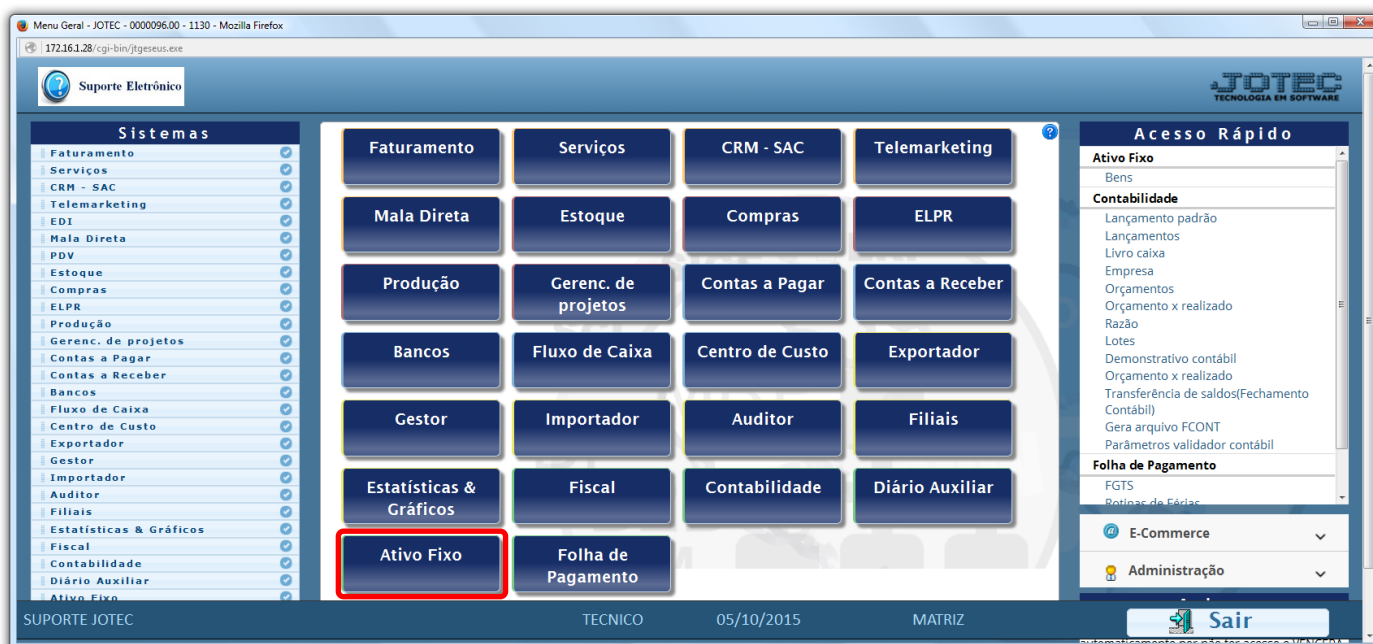 Menu Geral - JOTEC - 0000096.00 - 1130 - Mozilla Firefox
172.16.1.28/cgi-bin/jtgeseus.exe
Suporte Eletrônico
JOTEC
TECNOLOGIA EM SOFTWARE
Sistemas
Faturamento
Serviços
CRM - SAC
Telemarketing
EDI
Mala Direta
PDV
Estoque
Compras
ELPR
Produção
Gerenc. de projetos
Contas a Pagar
Contas a Receber
Bancos
Fluxo de Caixa
Centro de Custo
Exportador
Gestor
Importador
Auditor
Filiais
Estatísticas & Gráficos
Fiscal
Contabilidade
Diário Auxiliar
Ativo Fixo
Faturamento
Serviços
CRM - SAC
Telemarketing
Mala Direta
Estoque
Compras
ELPR
Produção
Gerenc. de
projetos
Contas a Pagar
Contas a Receber
Bancos
Fluxo de Caixa
Centro de Custo
Exportador
Gestor
Importador
Auditor
Filiais
Estatísticas &
Gráficos
Fiscal
Contabilidade
Diário Auxiliar
Ativo Fixo
Folha de
Pagamento
Acesso Rápido
Ativo Fixo
Bens
Contabilidade
Lançamento padrão
Lançamentos
Livro caixa
Empresa
Orçamentos
Orçamento x realizado
Razão
Lotes
Demonstrativo contábil
Orçamento x realizado
Transferência de saldos(Fechamento
Contábil)
Gera arquivo FCONT
Parâmetros validador contábil
Folha de Pagamento
FGTS
Rotinas de Férias
E-Commerce
Administração
SUPORTE JOTEC
TECNICO
05/10/2015
MATRIZ
Sair